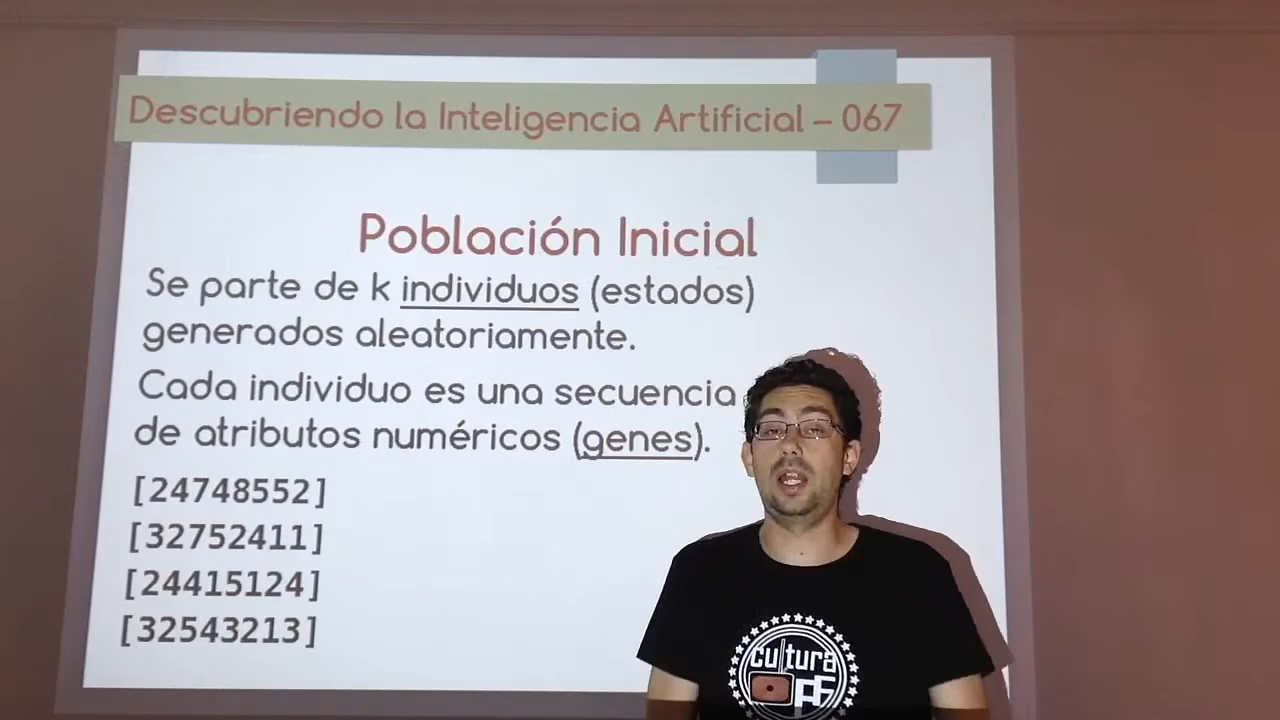 Descubriendo la Inteligencia Artificial – 067
Población Inicial
Se parte de k individuos (estados)
generados aleatoriamente.
Cada individuo es una secuencia
de atributos numéricos (genes).
[24748552]
[32752411]
[24415124]
[32543213]
cultura